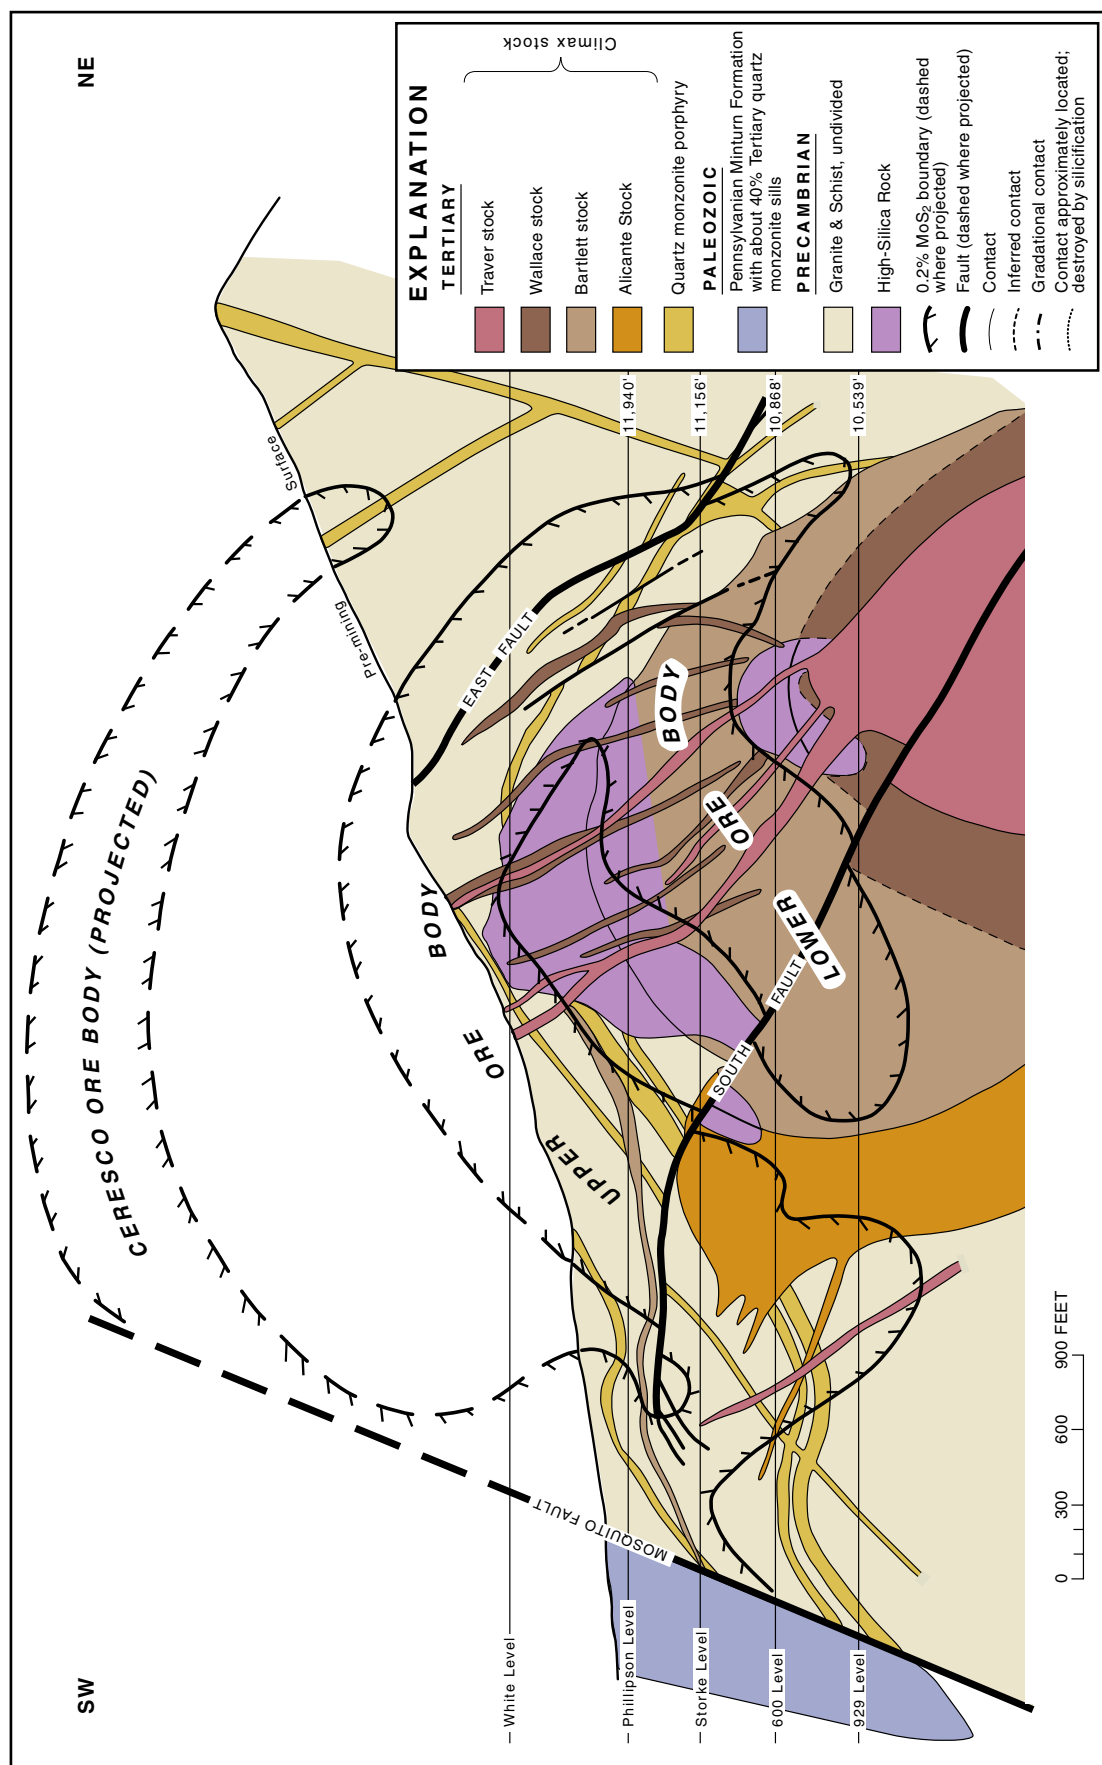 SW
NE
CERESCO ORE BODY (PROJECTED)
UPPER ORE BODY
LOWER ORE BODY
Pre-mining Surface
EAST FAULT
SOUTH FAULT
MOSQUITO FAULT
White Level
Phillipson Level
11,940'
Storke Level
11,156'
600 Level
10,868'
929 Level
10,539'
0 300 600 900 FEET
EXPLANATION
TERTIARY
Traver stock
Wallace stock
Bartlett stock
Alicante Stock
Climax stock
Quartz monzonite porphyry
PALEOZOIC
Pennsylvanian Minturn Formation
with about 40% Tertiary quartz
monzonite sills
PRECAMBRIAN
Granite & Schist, undivided
High-Silica Rock
0.2% MoS₂ boundary (dashed
where projected)
Fault (dashed where projected)
Contact
Inferred contact
Gradational contact
Contact approximately located;
destroyed by silicification